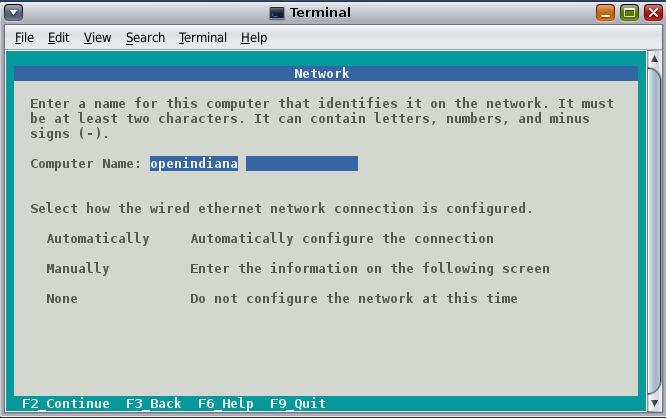 Terminal
File Edit View Search Terminal Help
Network
Enter a name for this computer that identifies it on the network. It must
be at least two characters. It can contain letters, numbers, and minus
signs (-).
Computer Name: openindiana
Select how the wired ethernet network connection is configured.
Automatically Automatically configure the connection
Manually Enter the information on the following screen
None Do not configure the network at this time
F2_Continue F3_Back F6_Help F9_Quit